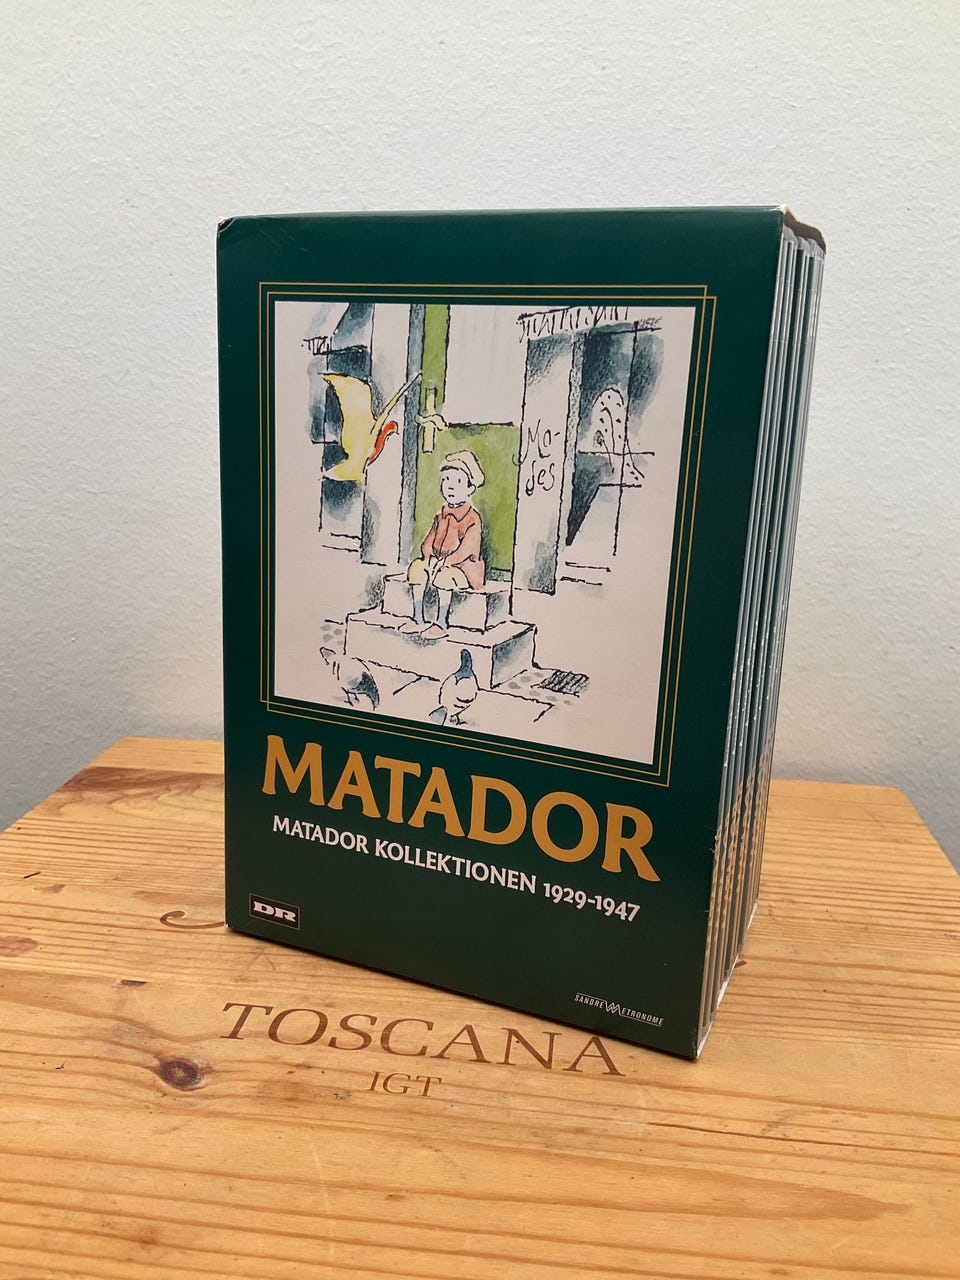 Mo-
des
MATADOR
MATADOR KOLLEKTIONEN 1929-1947
DR
SANDREW METRONOME
TOSCANA
IGT